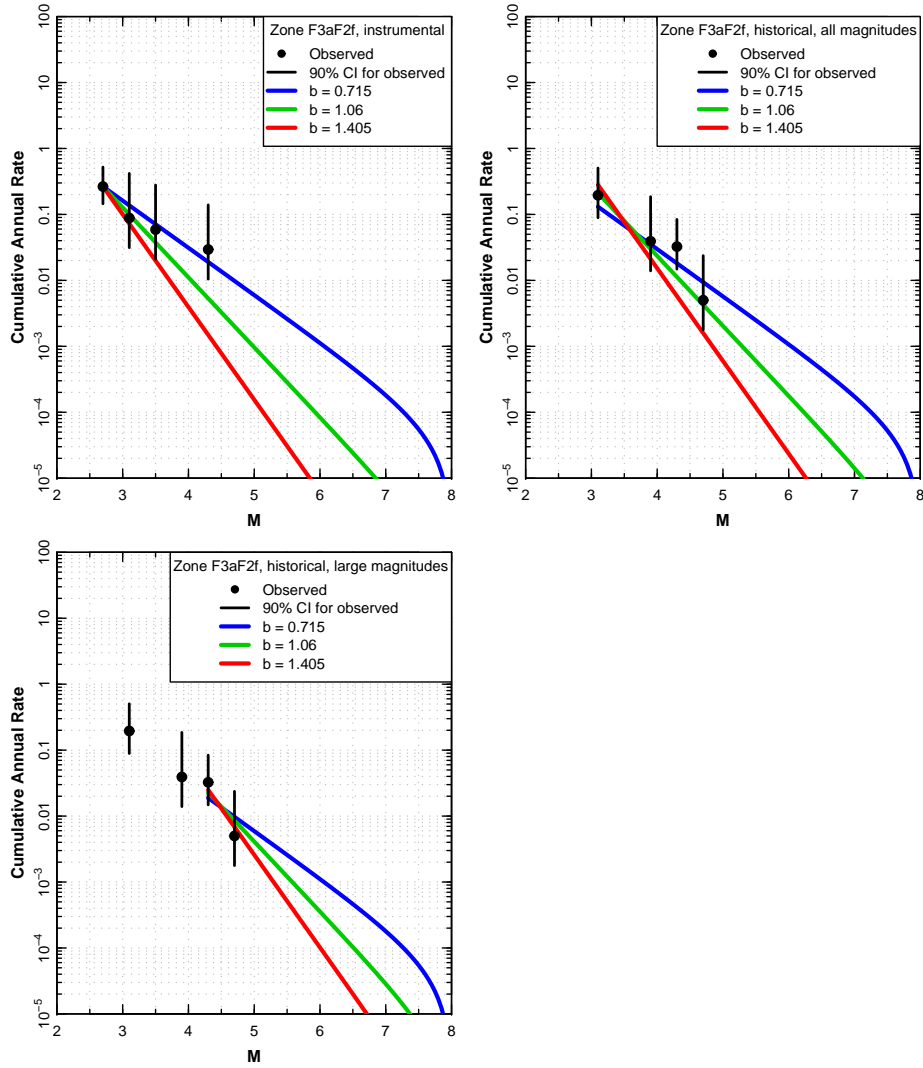 Zone F3aF2f, instrumental
Observed
90% CI for observed
b = 0.715
b = 1.06
b = 1.405
Cumulative Annual Rate
100
10
1
0.1
0.01
10⁻³
10⁻⁴
10⁻⁵
2 3 4 5 6 7 8
M
Zone F3aF2f, historical, all magnitudes
Observed
90% CI for observed
b = 0.715
b = 1.06
b = 1.405
Cumulative Annual Rate
100
10
1
0.1
0.01
10⁻³
10⁻⁴
10⁻⁵
2 3 4 5 6 7 8
M
Zone F3aF2f, historical, large magnitudes
Observed
90% CI for observed
b = 0.715
b = 1.06
b = 1.405
Cumulative Annual Rate
100
10
1
0.1
0.01
10⁻³
10⁻⁴
10⁻⁵
2 3 4 5 6 7 8
M